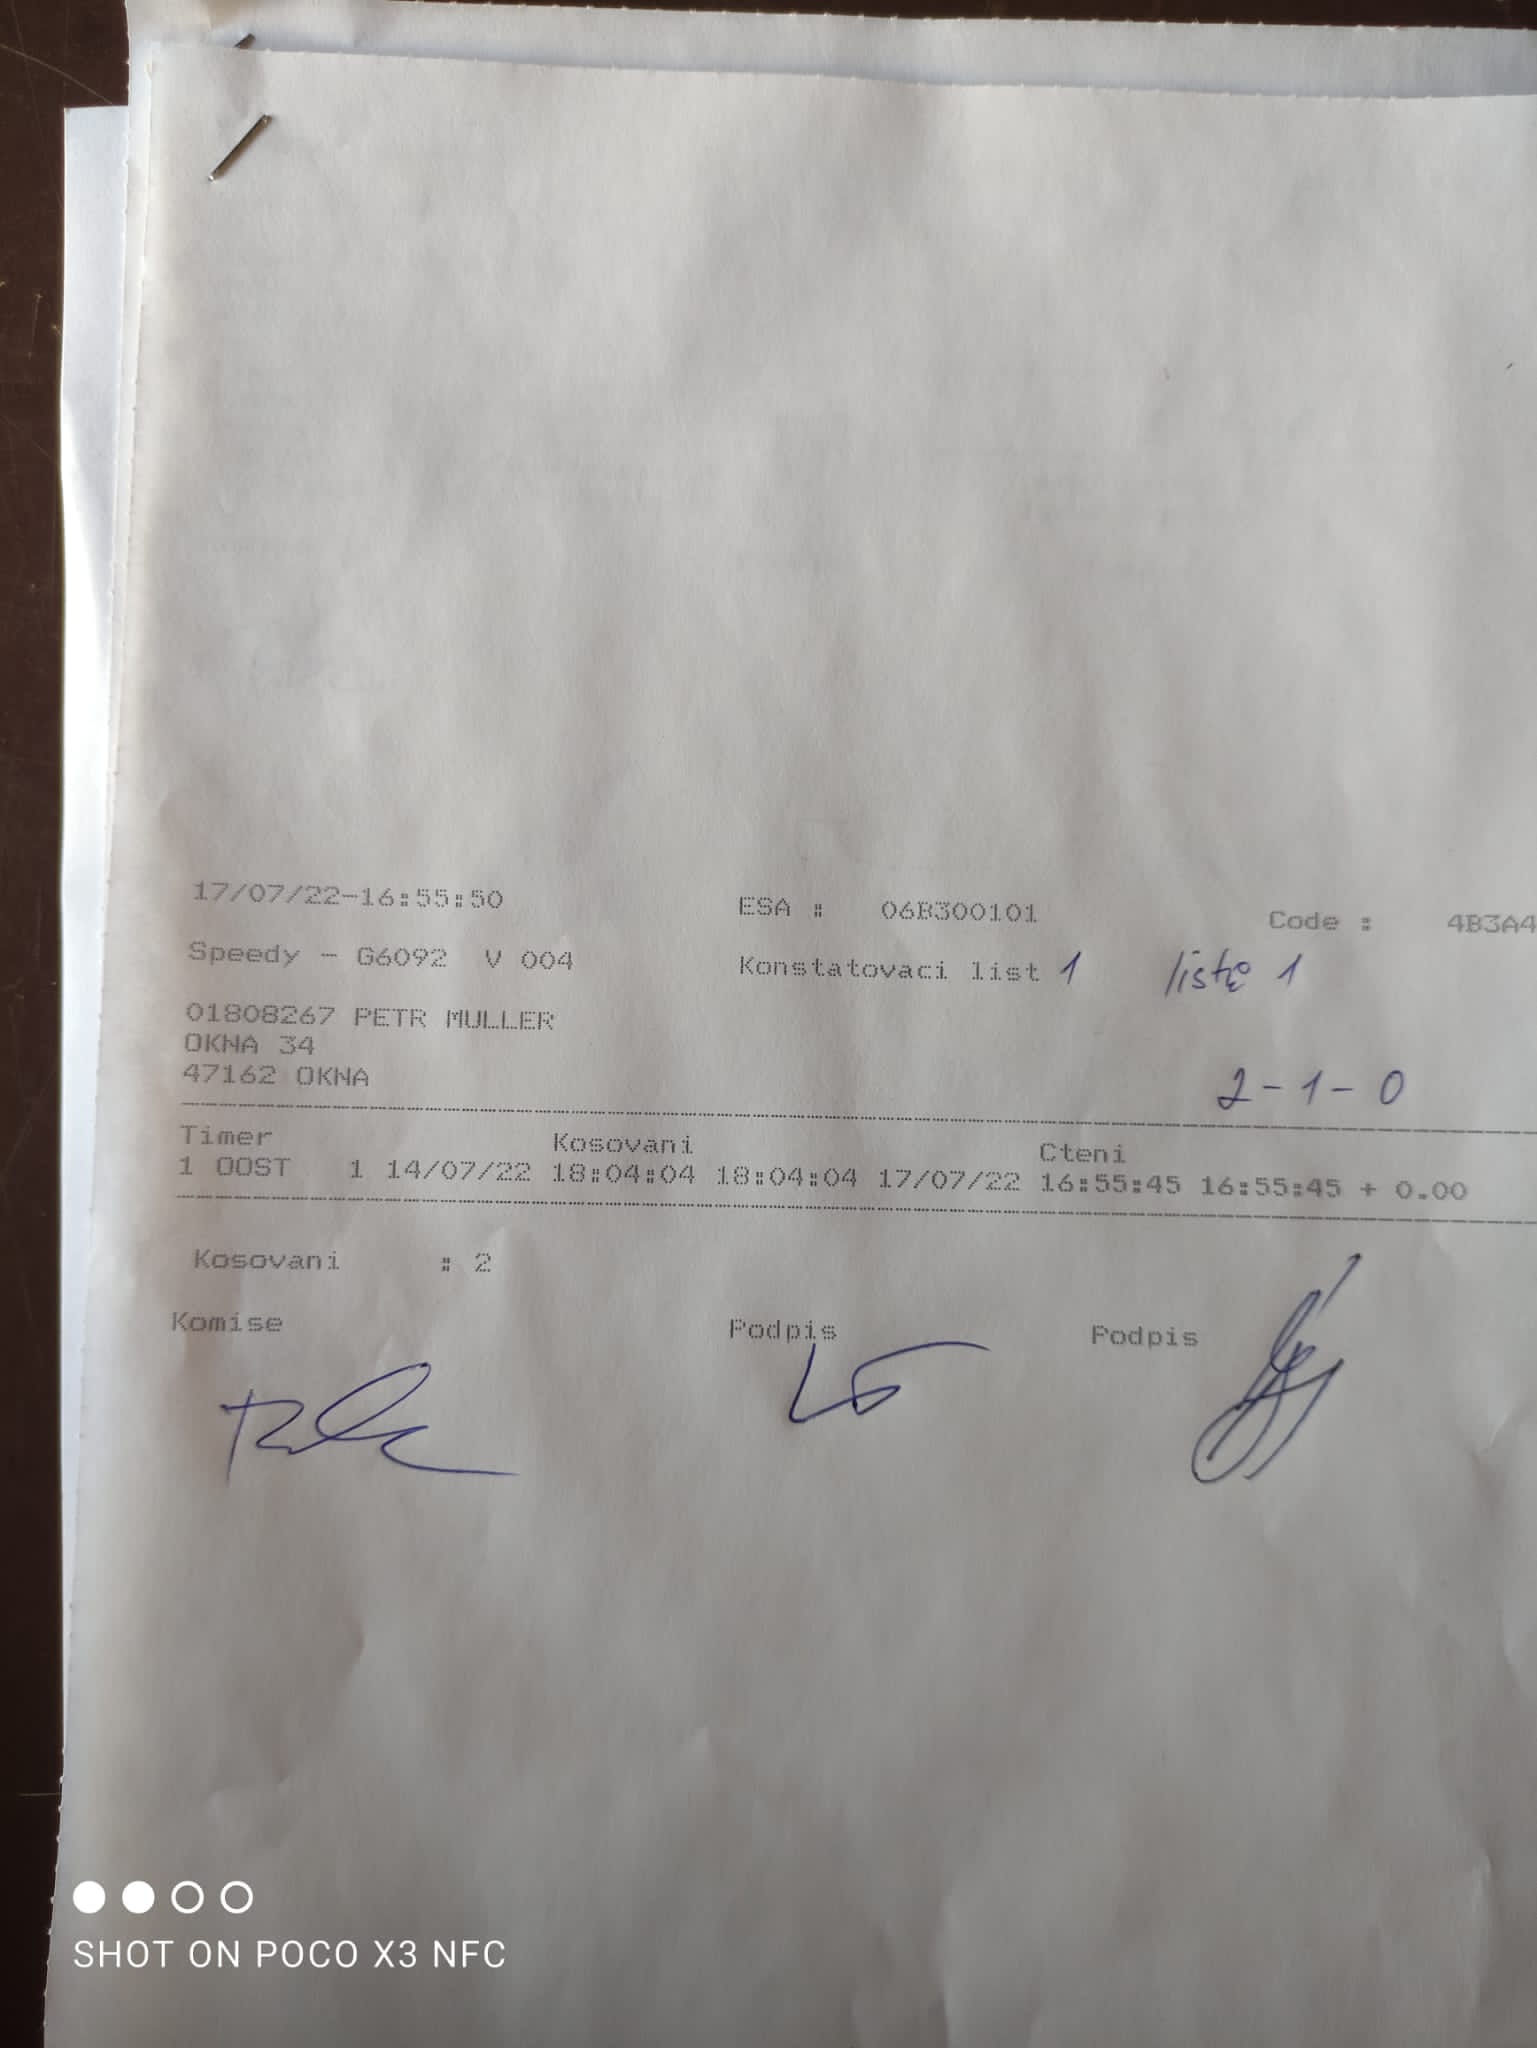 17/07/22-16:55:50 ESA : 06B300101 Code : 4B3A4
Speedy - G6092 V 004 Konstatovaci list 1 listů 1
01808267 PETR MULLER
OKNA 34
47162 OKNA
2-1-0
Timer Kosovani Cteni
1 OOST 1 14/07/22 18:04:04 18:04:04 17/07/22 16:55:45 16:55:45 + 0.00
Kosovani : 2
Komise Podpis Podpis
SHOT ON POCO X3 NFC